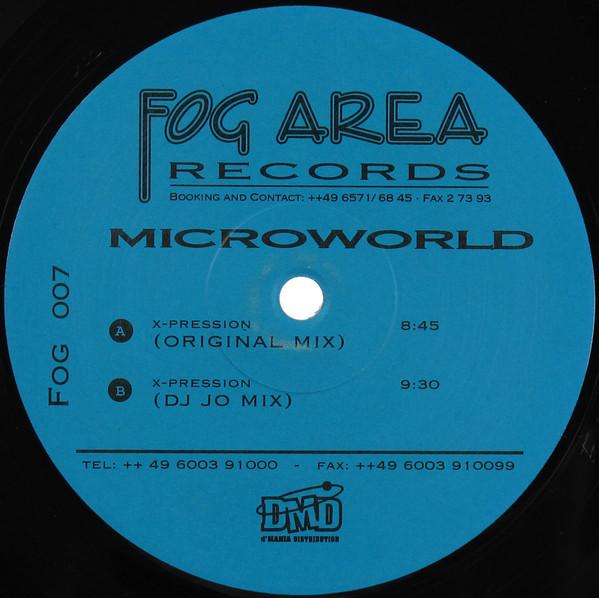 FOG AREA
RECORDS
BOOKING AND CONTACT: ++49 6571/ 68 45 · FAX 2 73 93
MICROWORLD
FOG 007
A X-PRESSION 8:45
(ORIGINAL MIX)
B X-PRESSION 9:30
(DJ JO MIX)
TEL: ++ 49 6003 91000 - FAX: ++49 6003 910099
DMD
d'MANIA DISTRIBUTION